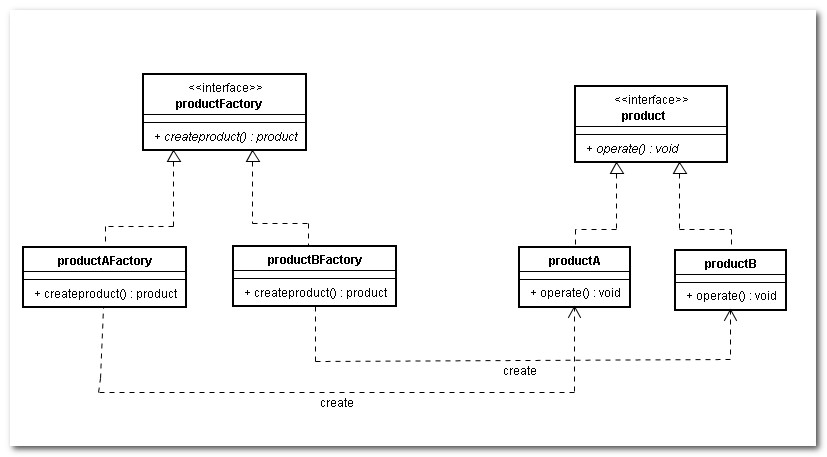 <<interface>>
productFactory
+ createproduct() : product
<<interface>>
product
+ operate() : void
productAFactory
+ createproduct() : product
productBFactory
+ createproduct() : product
productA
+ operate() : void
productB
+ operate() : void
create
create